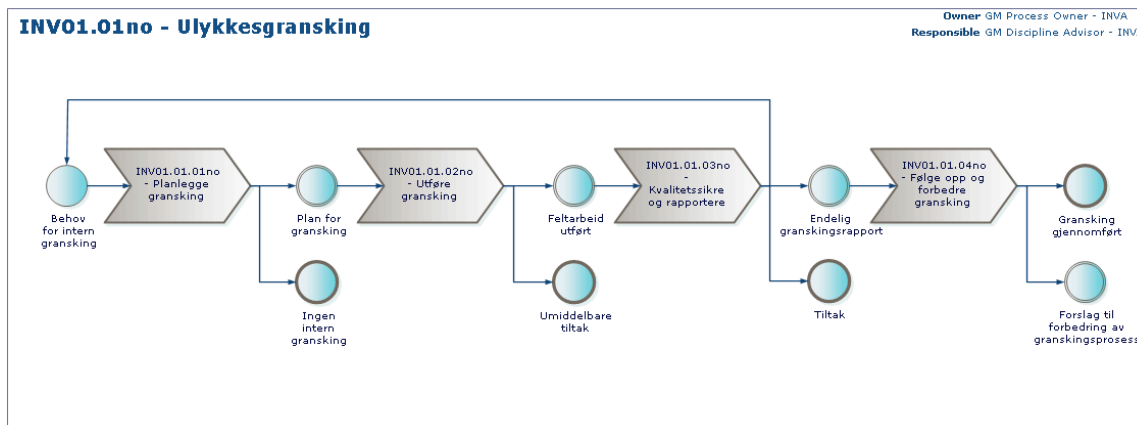 INV01.01no - Ulykkesgransking
Owner GM Process Owner - INVA
Responsible GM Discipline Advisor - INVA
INV01.01.01no
- Planlegge
gransking
INV01.01.02no
- Utføre
gransking
INV01.01.03no
-
Kvalitetssikre
og rapportere
INV01.01.04no
- Følge opp og
forbedre
gransking
Behov
for intern
gransking
Plan for
gransking
Feltarbeid
utført
Endelig
granskingsrapport
Gransking
gjennomført
Ingen
intern
gransking
Umiddelbare
tiltak
Tiltak
Forslag til
forbedring av
granskingsprosess